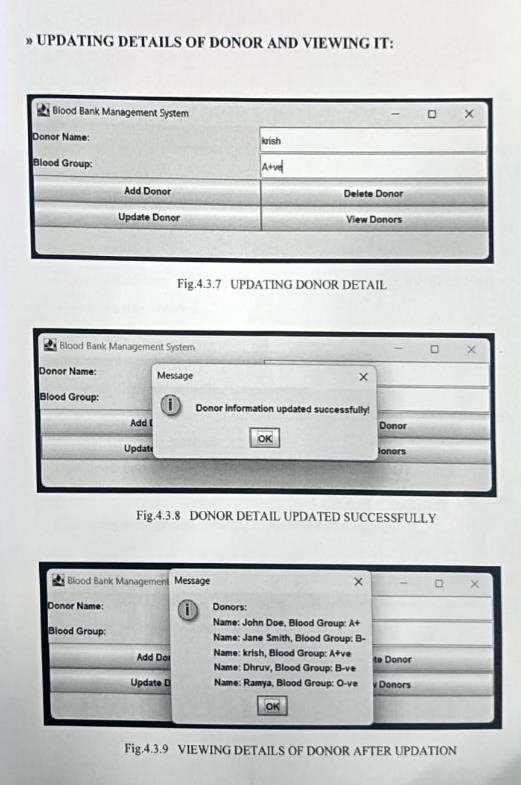 » UPDATING DETAILS OF DONOR AND VIEWING IT:
Blood Bank Management System
Donor Name: krish
Blood Group: A+ve
Add Donor Delete Donor
Update Donor View Donors
Fig.4.3.7 UPDATING DONOR DETAIL
Blood Bank Management System
Donor Name:
Message
Blood Group:
Donor information updated successfully!
Add Donor
OK
Updat onors
Fig.4.3.8 DONOR DETAIL UPDATED SUCCESSFULLY
Blood Bank Management Message
Donor Name: Donors:
Name: John Doe, Blood Group: A+
Blood Group: Name: Jane Smith, Blood Group: B-
Name: krish, Blood Group: A+ve
Add Do te Donor
Name: Dhruv, Blood Group: B-ve
Update D Name: Ramya, Blood Group: O-ve Donors
OK
Fig.4.3.9 VIEWING DETAILS OF DONOR AFTER UPDATION